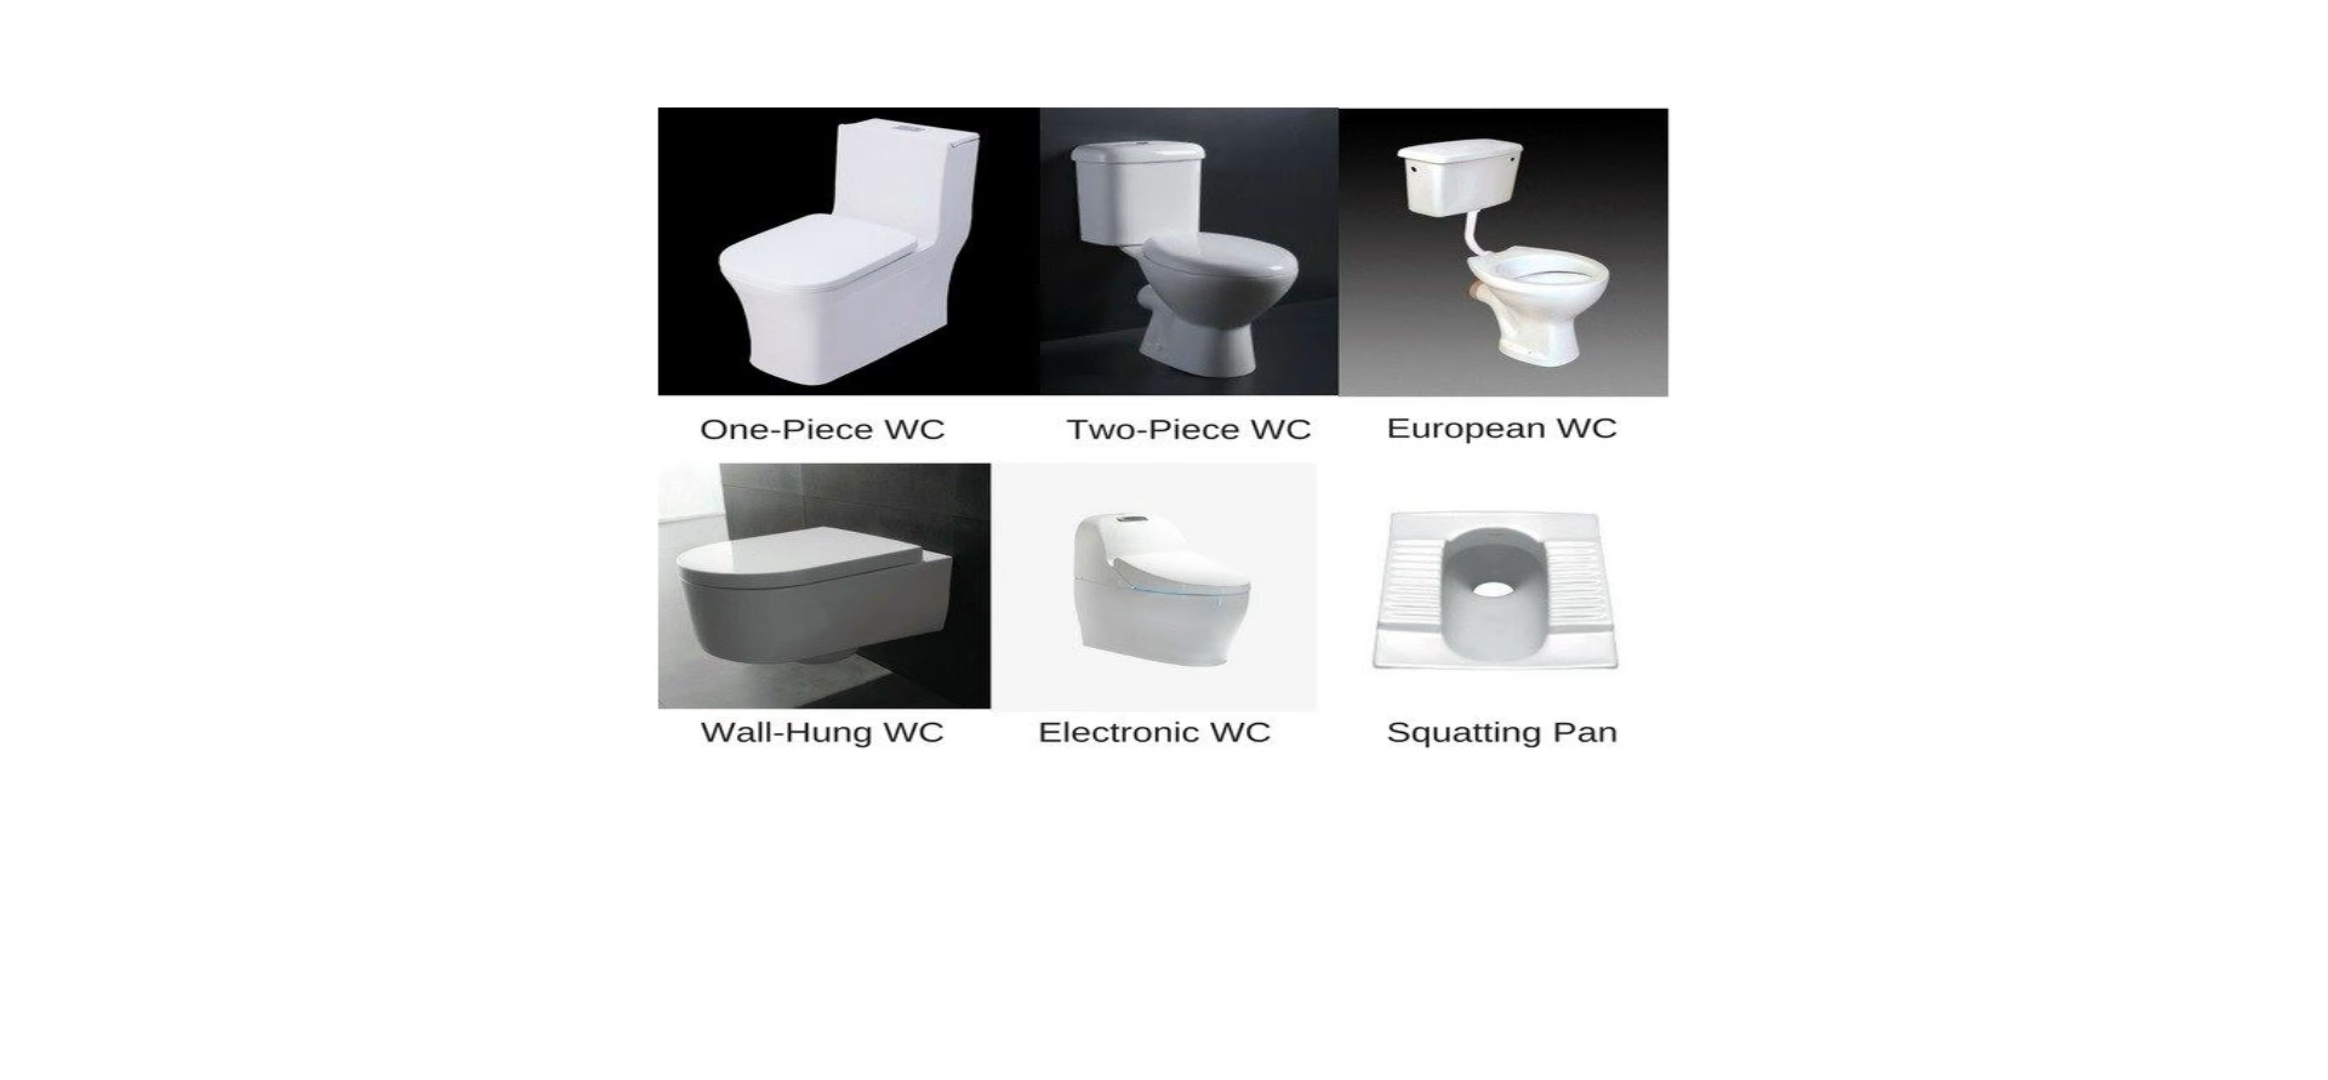 One-Piece WC
Two-Piece WC
European WC
Wall-Hung WC
Electronic WC
Squatting Pan